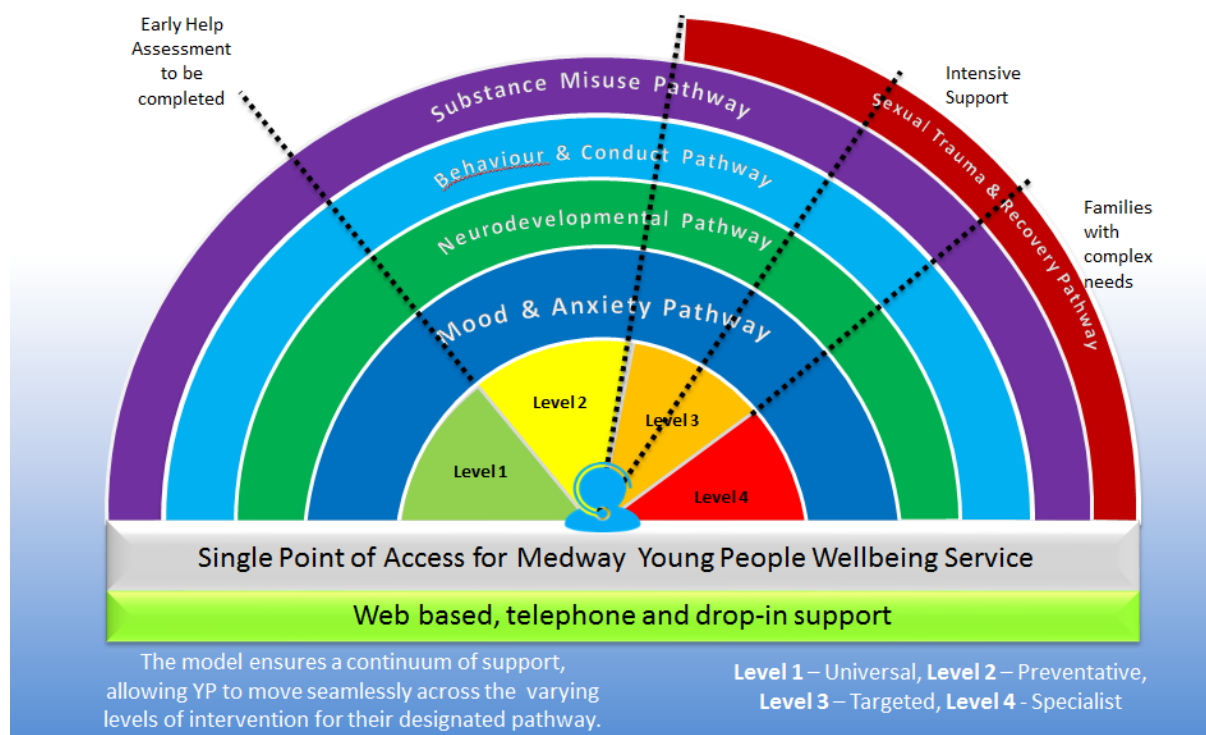 Early Help
Assessment
to be
completed
Intensive
Support
Families
with
complex
needs
Substance Misuse Pathway
Sexual Trauma & Recovery Pathway
Behaviour & Conduct Pathway
Neurodevelopmental Pathway
Mood & Anxiety Pathway
Level 1
Level 2
Level 3
Level 4
Single Point of Access for Medway Young People Wellbeing Service
Web based, telephone and drop-in support
The model ensures a continuum of support,
allowing YP to move seamlessly across the varying
levels of intervention for their designated pathway.
Level 1 – Universal, Level 2 – Preventative,
Level 3 – Targeted, Level 4 - Specialist